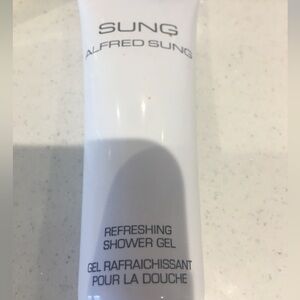 SUNG
ALFRED SUNG
REFRESHING
SHOWER GEL
GEL RAFRAICHISSANT
POUR LA DOUCHE